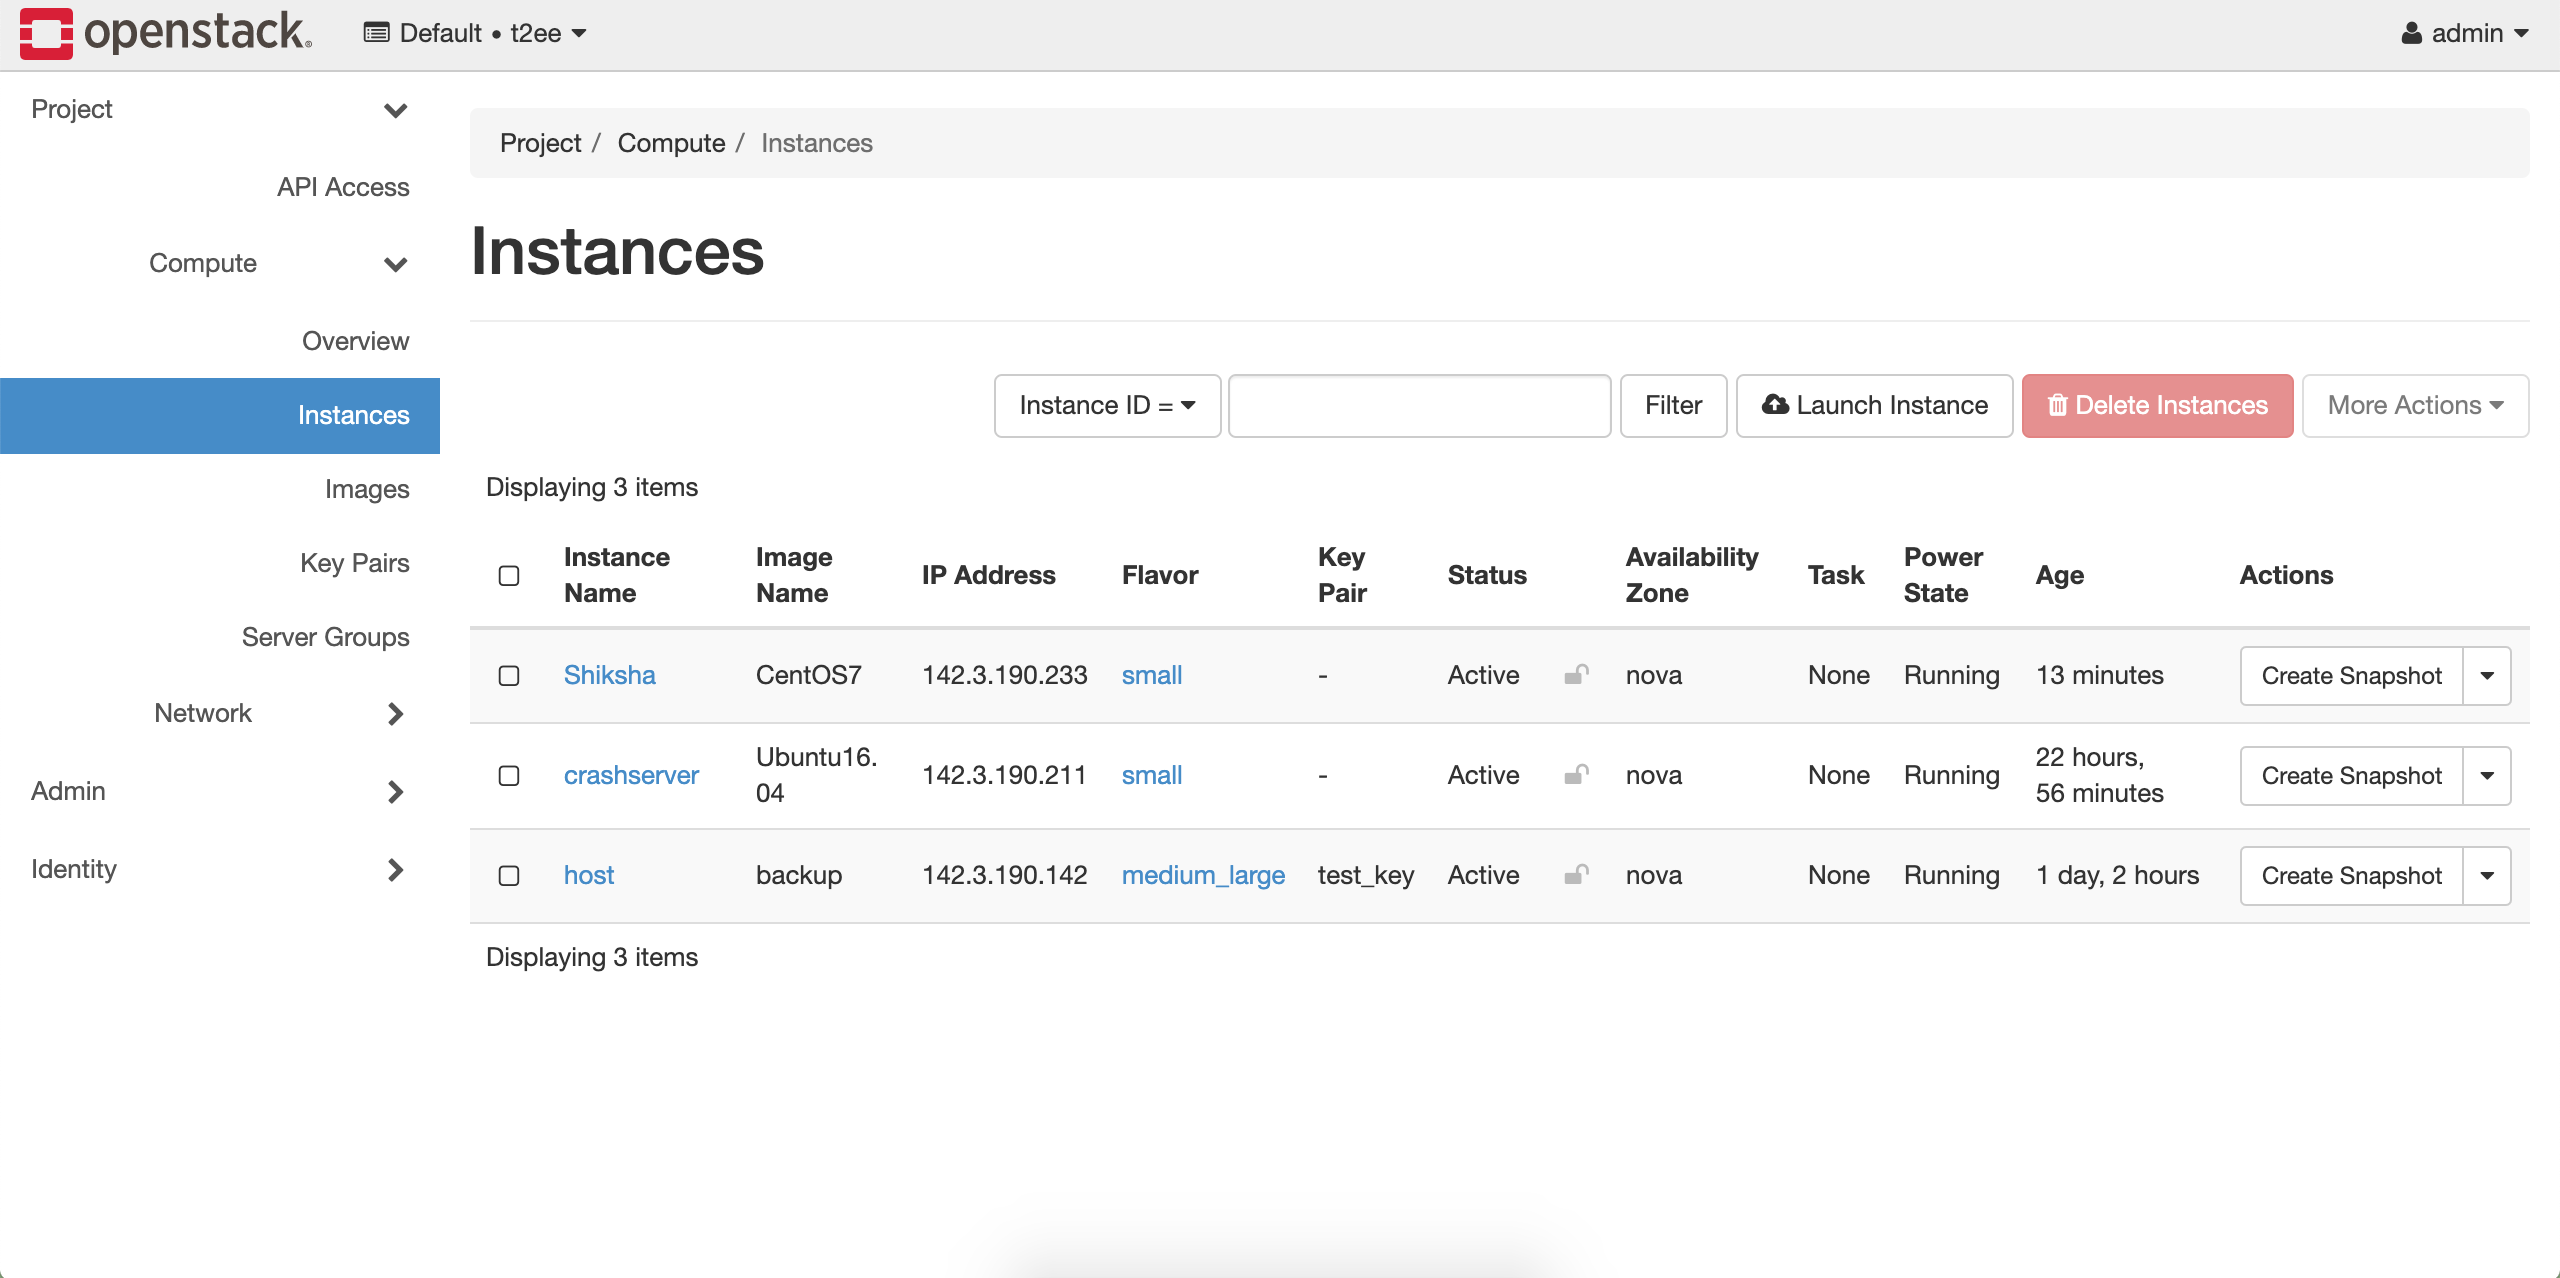 openstack. Default • t2ee admin
Project
API Access
Compute
Overview
Instances
Images
Key Pairs
Server Groups
Network
Admin
Identity
Project / Compute / Instances
Instances
Instance ID = Filter Launch Instance Delete Instances More Actions
Displaying 3 items
Instance Name Image Name IP Address Flavor Key Pair Status Availability Zone Task Power State Age Actions
Shiksha CentOS7 142.3.190.233 small - Active nova None Running 13 minutes Create Snapshot
crashserver Ubuntu16.04 142.3.190.211 small - Active nova None Running 22 hours, 56 minutes Create Snapshot
host backup 142.3.190.142 medium_large test_key Active nova None Running 1 day, 2 hours Create Snapshot
Displaying 3 items